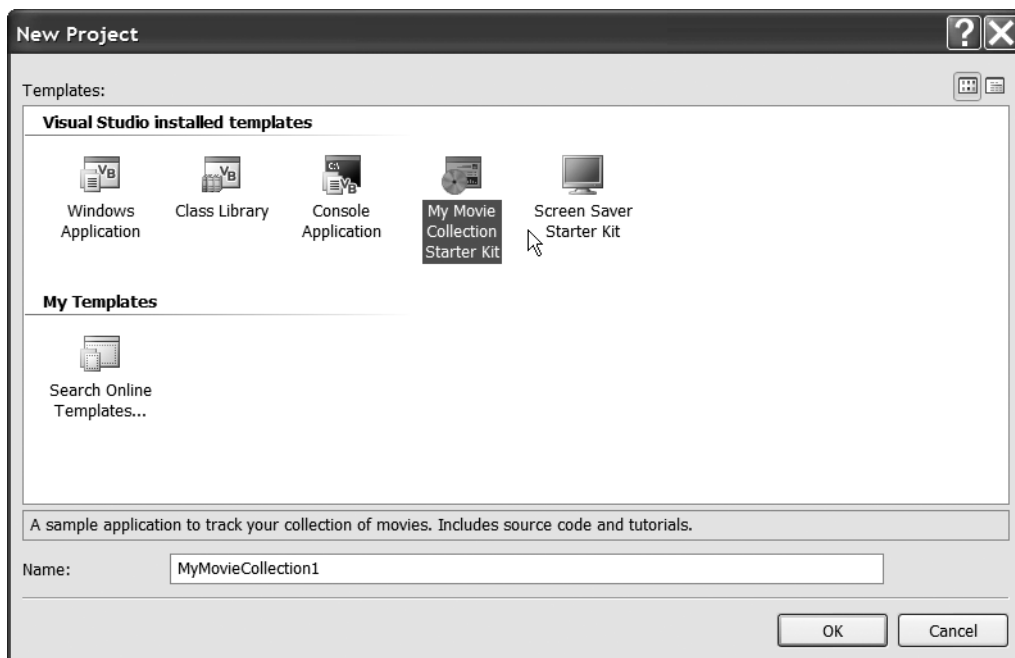 New Project
Templates:
Visual Studio installed templates
Windows
Application
Class Library
Console
Application
My Movie
Collection
Starter Kit
Screen Saver
Starter Kit
My Templates
Search Online
Templates...
A sample application to track your collection of movies. Includes source code and tutorials.
Name:
MyMovieCollection1
OK
Cancel